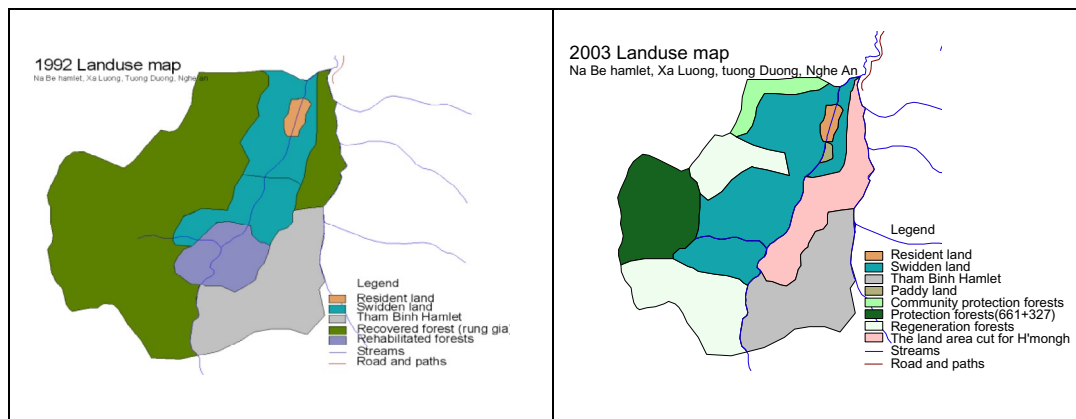 1992 Landuse map
Na Be hamlet, Xa Luong, Tuong Duong, Nghe an
Legend
Resident land
Swidden land
Tham Binh Hamlet
Recovered forest (rung gia)
Rehabilitated forests
Streams
Road and paths
2003 Landuse map
Na Be hamlet, Xa Luong, tuong Duong, Nghe An
Legend
Resident land
Swidden land
Tham Binh Hamlet
Paddy land
Community protection forests
Protection forests(661+327)
Regeneration forests
The land area cut for H'mongh
Streams
Road and paths